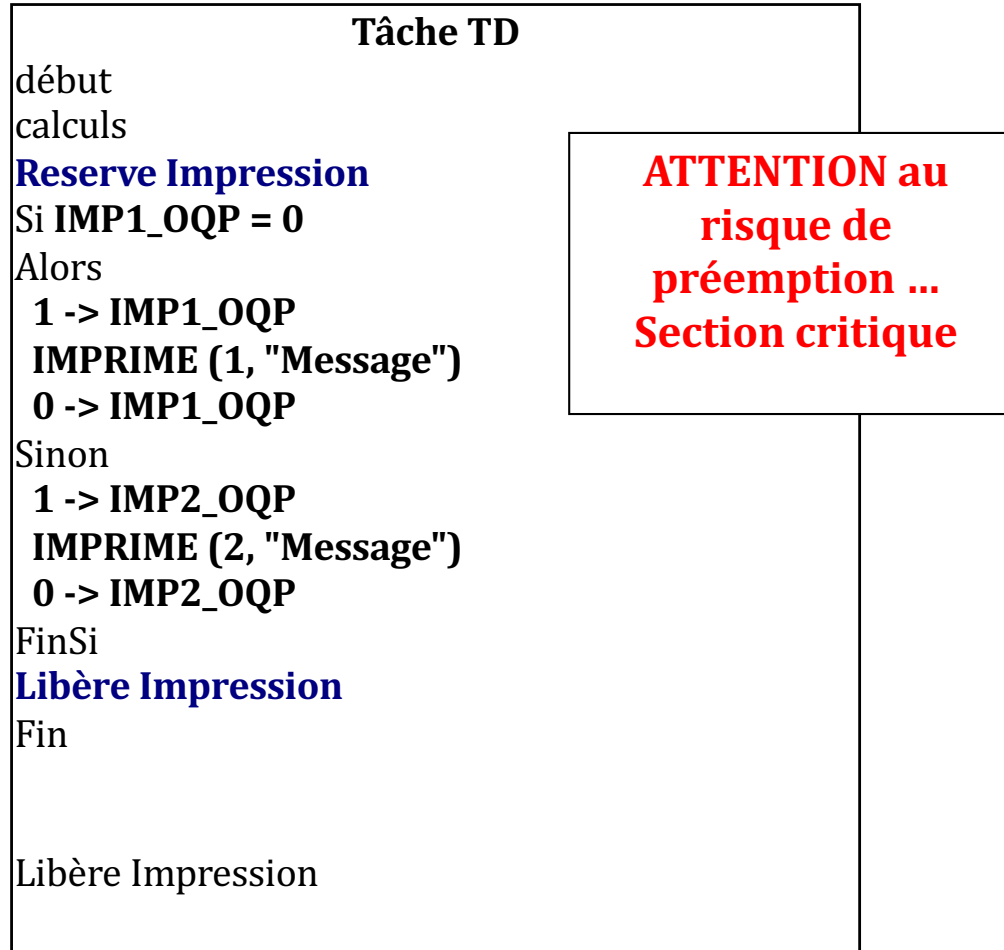 Tâche TD
début
calculs
Reserve Impression
Si IMP1_OQP = 0
Alors
1 -> IMP1_OQP
IMPRIME (1, "Message")
0 -> IMP1_OQP
Sinon
1 -> IMP2_OQP
IMPRIME (2, "Message")
0 -> IMP2_OQP
FinSi
Libère Impression
Fin
Libère Impression
ATTENTION au
risque de
préemption ...
Section critique